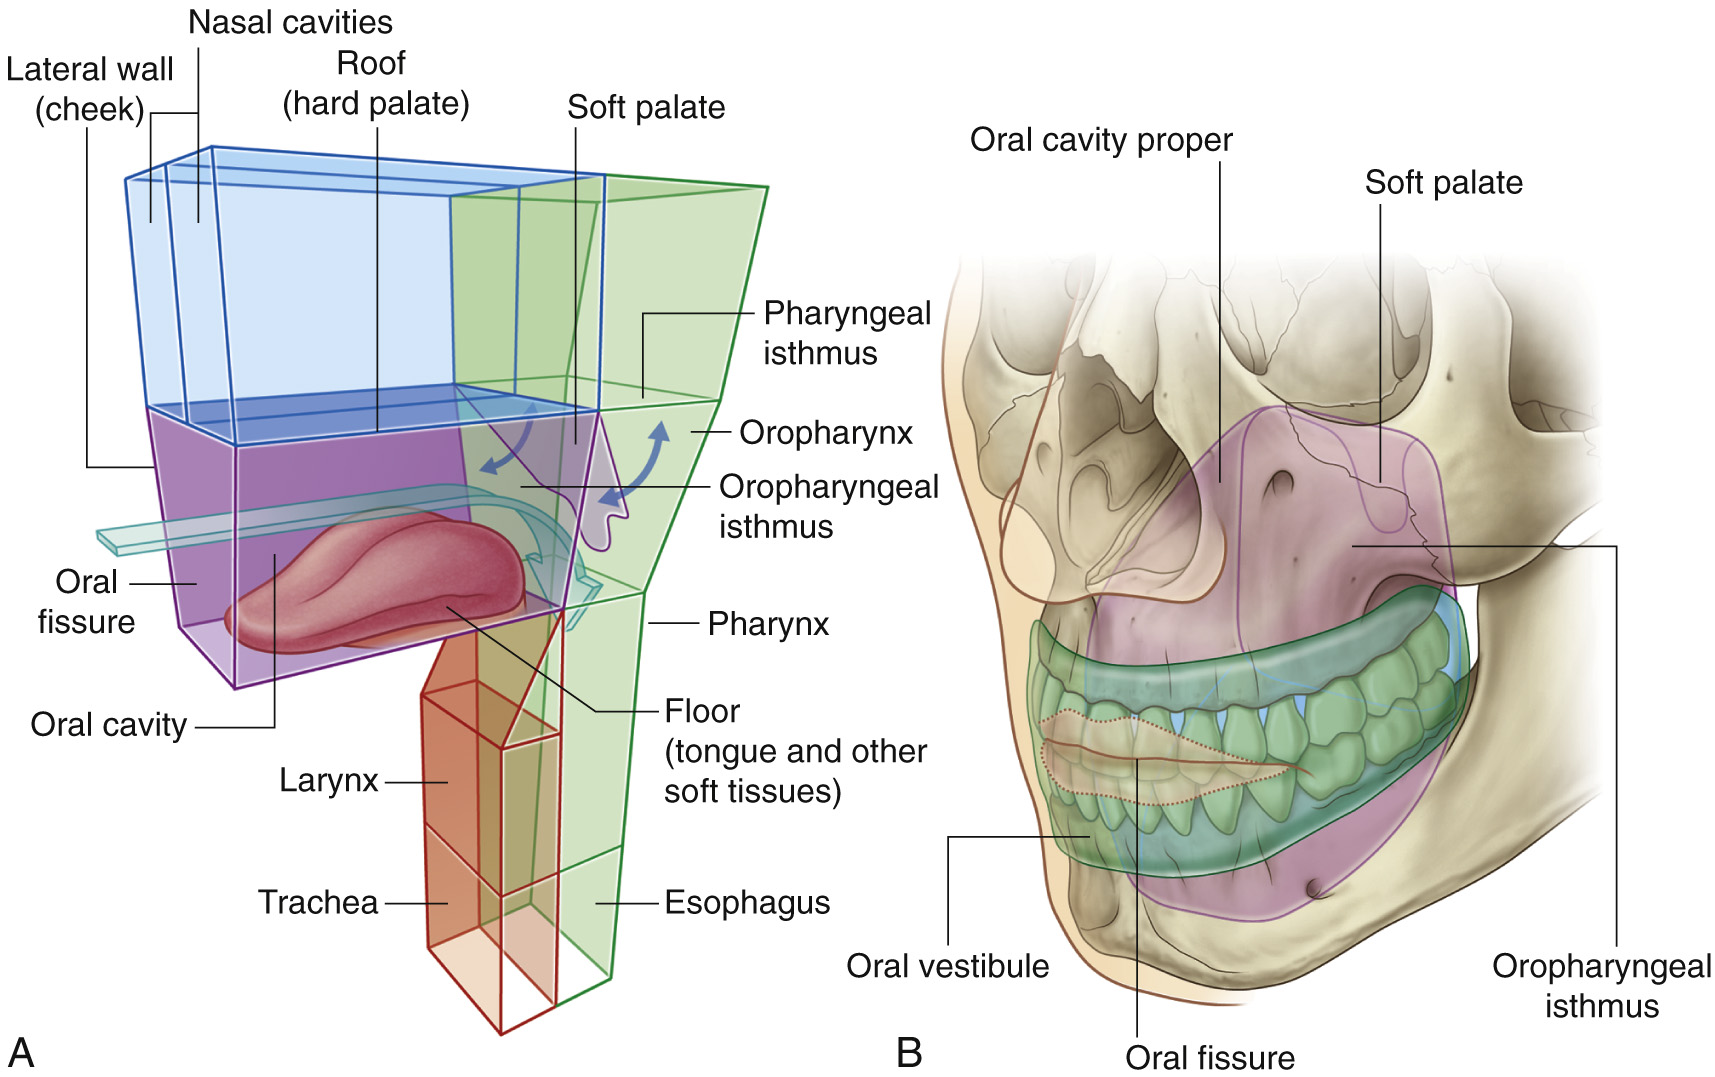 Nasal cavities
Lateral wall
(cheek)
Roof
(hard palate)
Soft palate
Pharyngeal
isthmus
Oropharynx
Oropharyngeal
isthmus
Oral
fissure
Pharynx
Oral cavity
Floor
(tongue and other
soft tissues)
Larynx
Trachea
Esophagus
A
Oral cavity proper
Soft palate
Oral vestibule
Oropharyngeal
isthmus
Oral fissure
B